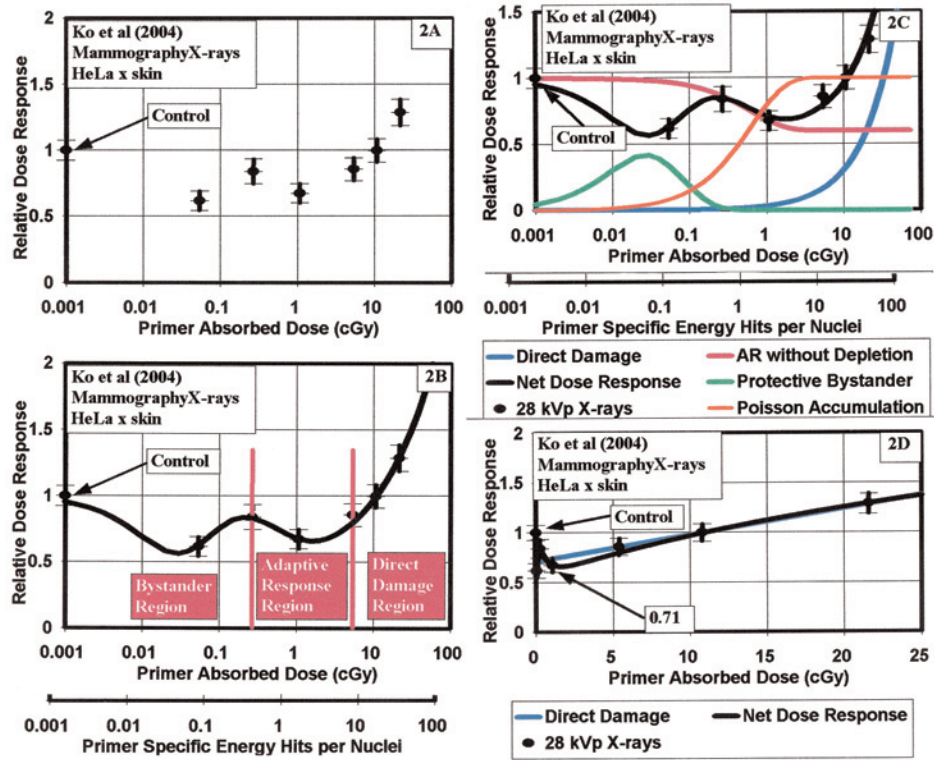 2A
Ko et al (2004)
MammographyX-rays
HeLa x skin
Control
Relative Dose Response
2
1.5
1
0.5
0
0.001 0.01 0.1 1 10 100
Primer Absorbed Dose (cGy)
2B
Ko et al (2004)
MammographyX-rays
HeLa x skin
Control
Relative Dose Response
2
1.5
1
0.5
0
Bystander
Region
Adaptive
Response
Region
Direct
Damage
Region
0.001 0.01 0.1 1 10 100
Primer Absorbed Dose (cGy)
0.001 0.01 0.1 1 10 100
Primer Specific Energy Hits per Nuclei
2C
Ko et al (2004)
MammographyX-rays
HeLa x skin
Control
Relative Dose Response
1.5
1
0.5
0
0.001 0.01 0.1 1 10 100
Primer Absorbed Dose (cGy)
0.001 0.01 0.1 1 10 100
Primer Specific Energy Hits per Nuclei
Direct Damage
AR without Depletion
Net Dose Response
Protective Bystander
28 kVp X-rays
Poisson Accumulation
2D
Ko et al (2004)
MammographyX-rays
HeLa x skin
Control
0.71
Relative Dose Response
2
1.5
1
0.5
0
0 5 10 15 20 25
Primer Absorbed Dose (cGy)
Direct Damage
Net Dose Response
28 kVp X-rays